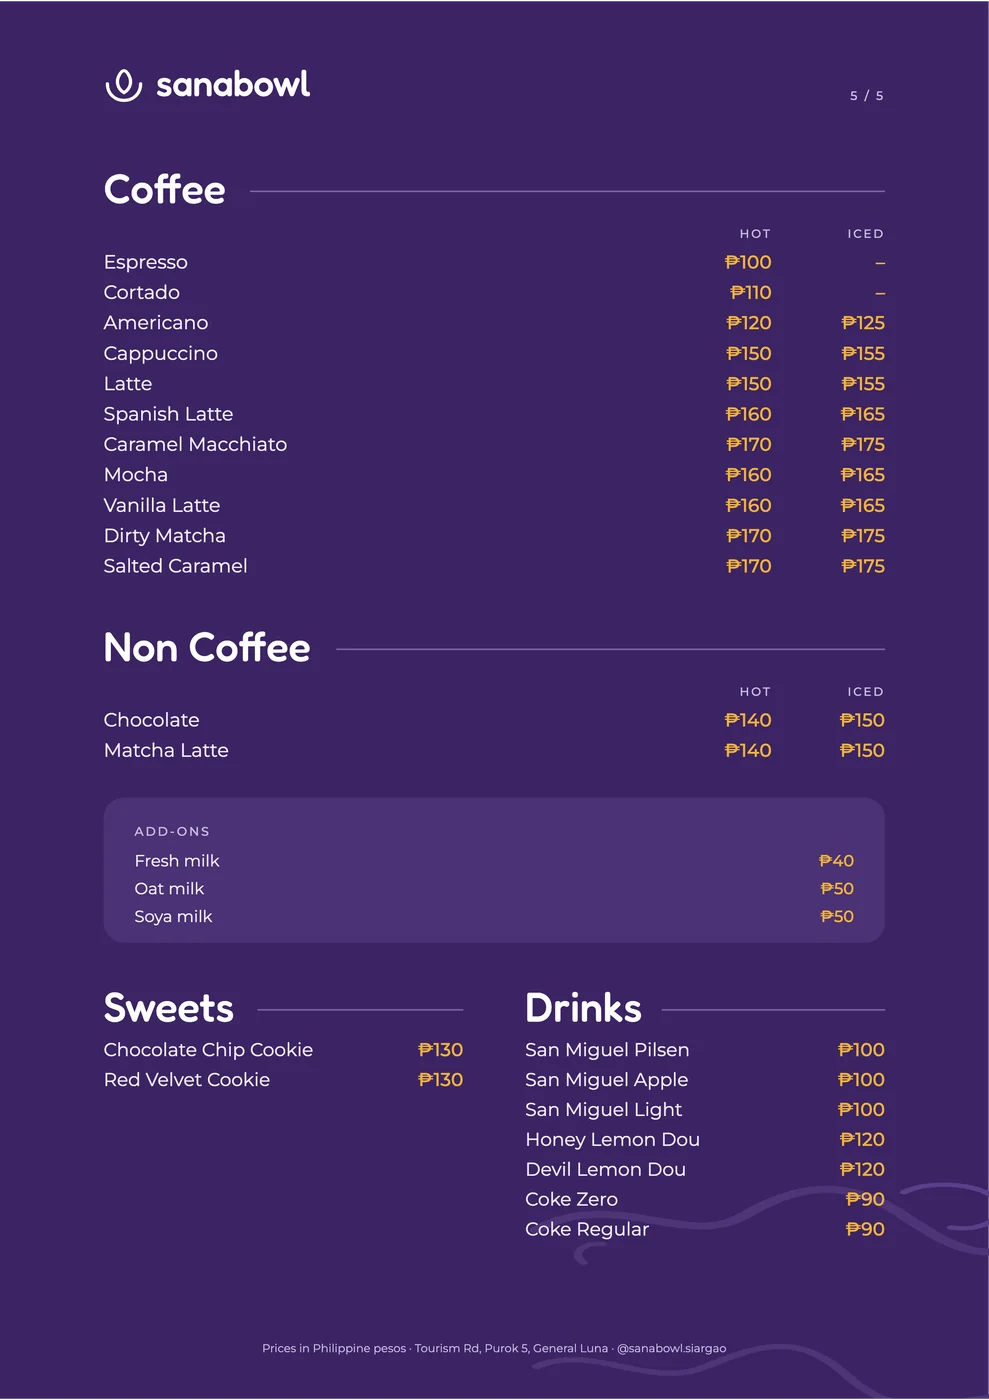 sanabowl
5 / 5
Coffee
HOT ICED
Espresso ₱100 –
Cortado ₱110 –
Americano ₱120 ₱125
Cappuccino ₱150 ₱155
Latte ₱150 ₱155
Spanish Latte ₱160 ₱165
Caramel Macchiato ₱170 ₱175
Mocha ₱160 ₱165
Vanilla Latte ₱160 ₱165
Dirty Matcha ₱170 ₱175
Salted Caramel ₱170 ₱175
Non Coffee
HOT ICED
Chocolate ₱140 ₱150
Matcha Latte ₱140 ₱150
ADD-ONS
Fresh milk ₱40
Oat milk ₱50
Soya milk ₱50
Sweets
Chocolate Chip Cookie ₱130
Red Velvet Cookie ₱130
Drinks
San Miguel Pilsen ₱100
San Miguel Apple ₱100
San Miguel Light ₱100
Honey Lemon Dou ₱120
Devil Lemon Dou ₱120
Coke Zero ₱90
Coke Regular ₱90
Prices in Philippine pesos · Tourism Rd, Purok 5, General Luna · @sanabowl.siargao